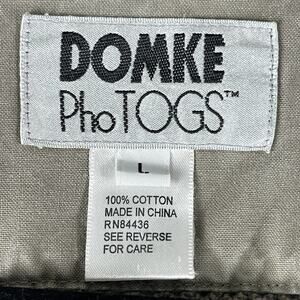 DOMKE
PhoTOGS™
L
100% COTTON
MADE IN CHINA
RN84436
SEE REVERSE
FOR CARE